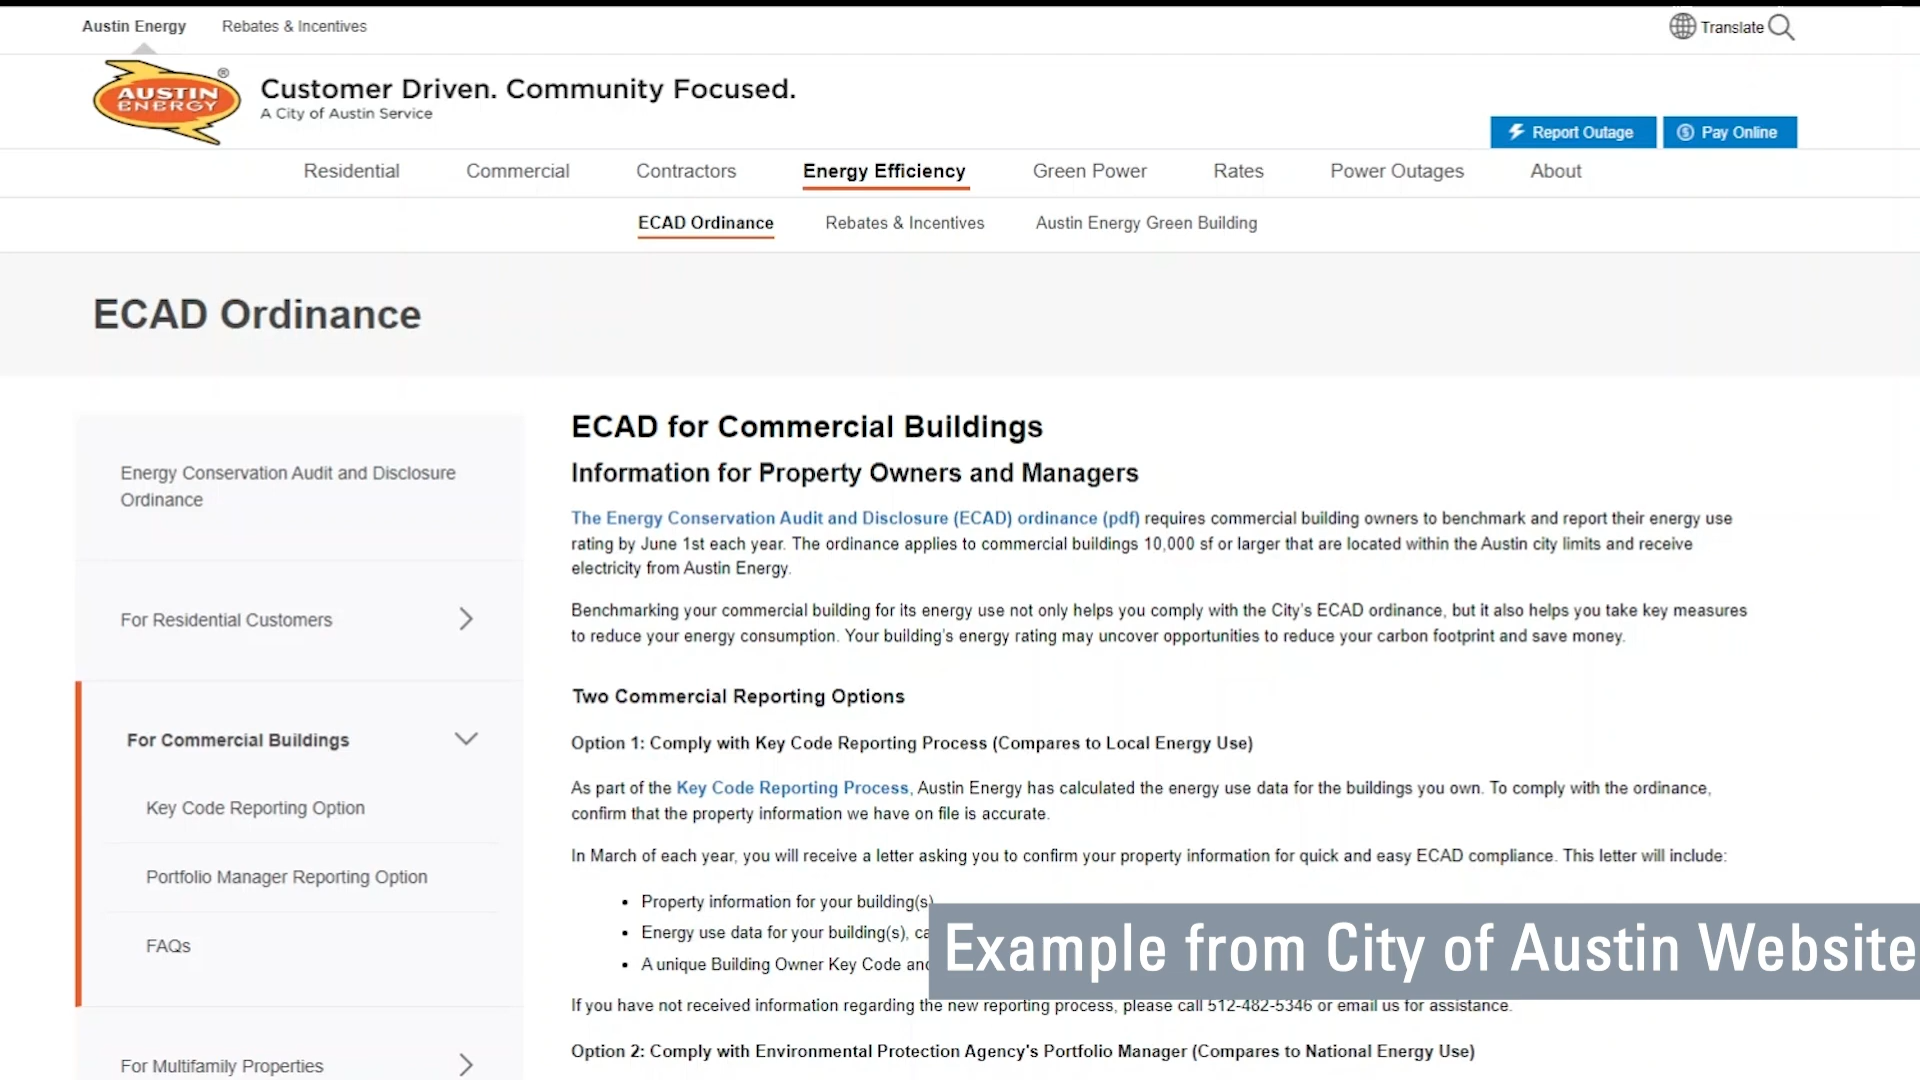 Austin Energy Rebates & Incentives Translate
AUSTIN ENERGY ®
Customer Driven. Community Focused.
A City of Austin Service
Report Outage Pay Online
Residential Commercial Contractors Energy Efficiency Green Power Rates Power Outages About
ECAD Ordinance Rebates & Incentives Austin Energy Green Building
ECAD Ordinance
Energy Conservation Audit and Disclosure
Ordinance
For Residential Customers
For Commercial Buildings
Key Code Reporting Option
Portfolio Manager Reporting Option
FAQs
For Multifamily Properties
ECAD for Commercial Buildings
Information for Property Owners and Managers
The Energy Conservation Audit and Disclosure (ECAD) ordinance (pdf) requires commercial building owners to benchmark and report their energy use
rating by June 1st each year. The ordinance applies to commercial buildings 10,000 sf or larger that are located within the Austin city limits and receive
electricity from Austin Energy.
Benchmarking your commercial building for its energy use not only helps you comply with the City's ECAD ordinance, but it also helps you take key measures
to reduce your energy consumption. Your building's energy rating may uncover opportunities to reduce your carbon footprint and save money.
Two Commercial Reporting Options
Option 1: Comply with Key Code Reporting Process (Compares to Local Energy Use)
As part of the Key Code Reporting Process, Austin Energy has calculated the energy use data for the buildings you own. To comply with the ordinance,
confirm that the property information we have on file is accurate.
In March of each year, you will receive a letter asking you to confirm your property information for quick and easy ECAD compliance. This letter will include:
• Property information for your building(s)
• Energy use data for your building(s),
• A unique Building Owner Key Code and
Example from City of Austin Website
If you have not received information regarding the new reporting process, please call 512-482-5346 or email us for assistance.
Option 2: Comply with Environmental Protection Agency's Portfolio Manager (Compares to National Energy Use)